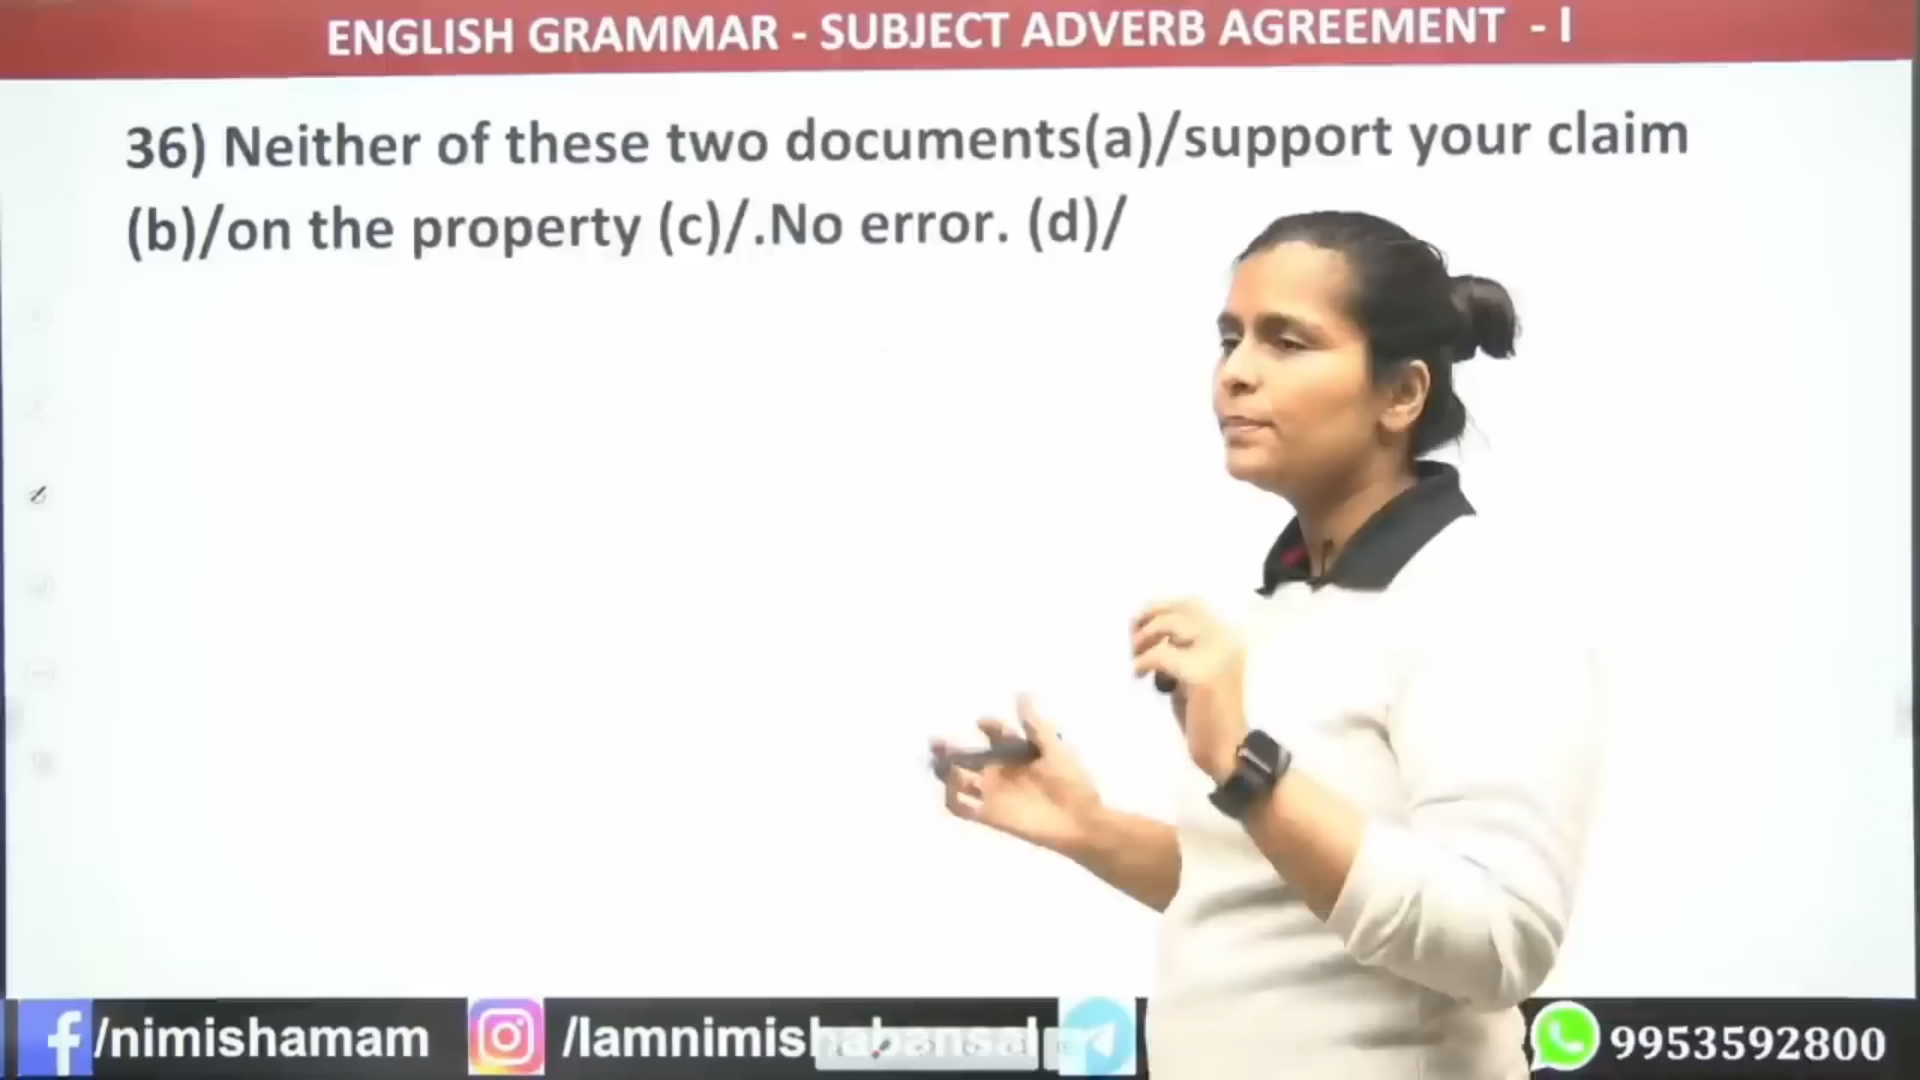 ENGLISH GRAMMAR - SUBJECT ADVERB AGREEMENT - I
36) Neither of these two documents(a)/support your claim
(b)/on the property (c)/.No error. (d)/
/nimishamam
/Iamnimishabansal
9953592800